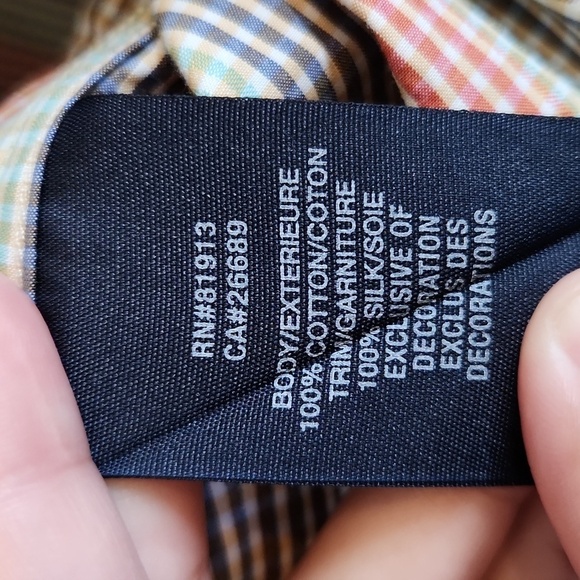 RN#81913
CA#26689
BODY/EXTERIEURE
100% COTTON/COTON
TRIM/GARNITURE
100% SILK/SOIE
EXCLUSIVE OF
DECORATION
EXCLUS DES
DECORATIONS